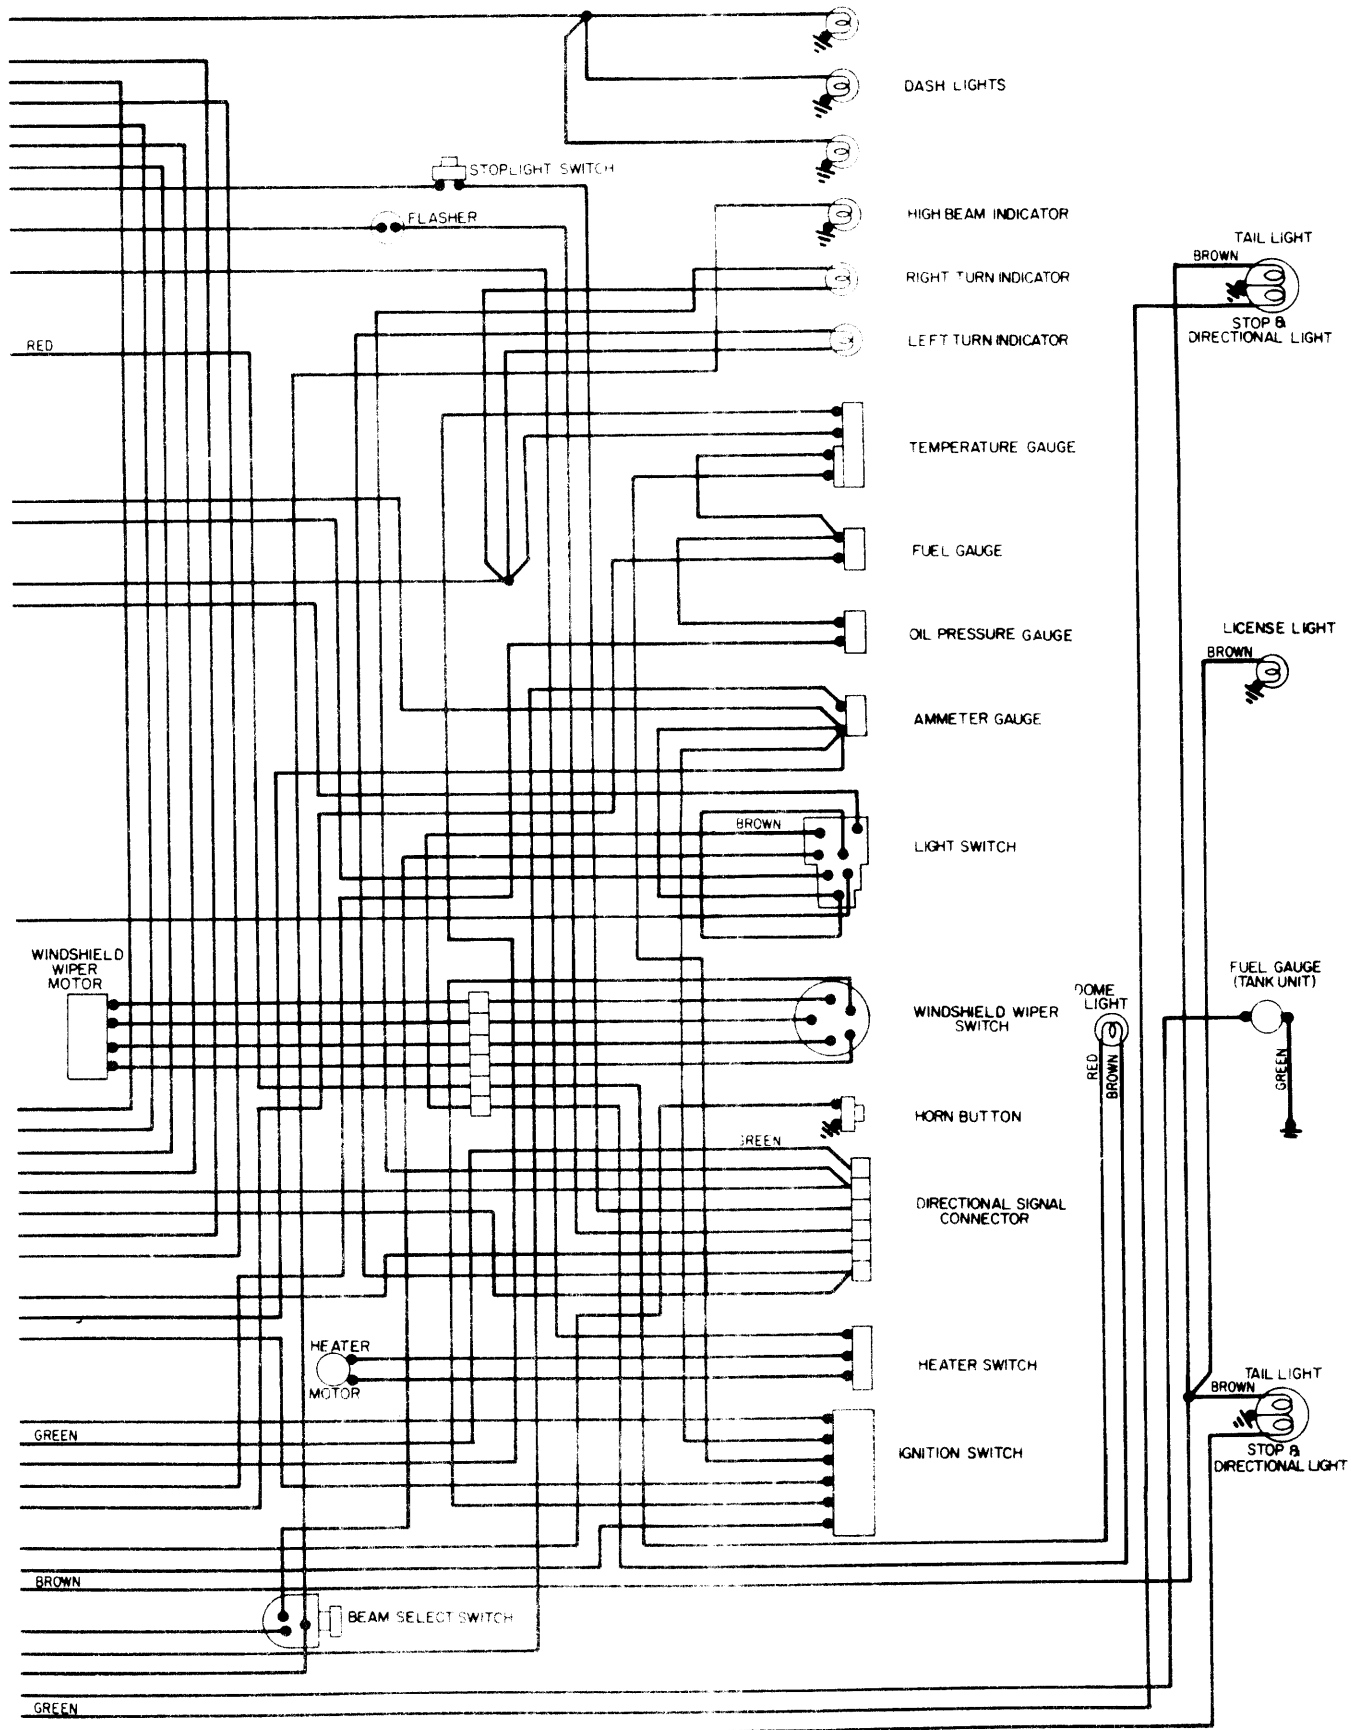 DASH LIGHTS
STOPLIGHT SWITCH
FLASHER
HIGH BEAM INDICATOR
TAIL LIGHT
BROWN
RIGHT TURN INDICATOR
STOP &
DIRECTIONAL LIGHT
RED
LEFT TURN INDICATOR
TEMPERATURE GAUGE
FUEL GAUGE
OIL PRESSURE GAUGE
LICENSE LIGHT
BROWN
AMMETER GAUGE
BROWN
LIGHT SWITCH
WINDSHIELD
WIPER
MOTOR
FUEL GAUGE
(TANK UNIT)
DOME
LIGHT
WINDSHIELD WIPER
SWITCH
RED
BROWN
GREEN
HORN BUTTON
GREEN
DIRECTIONAL SIGNAL
CONNECTOR
HEATER
MOTOR
HEATER SWITCH
TAIL LIGHT
BROWN
GREEN
IGNITION SWITCH
STOP &
DIRECTIONAL LIGHT
BROWN
BEAM SELECT SWITCH
GREEN